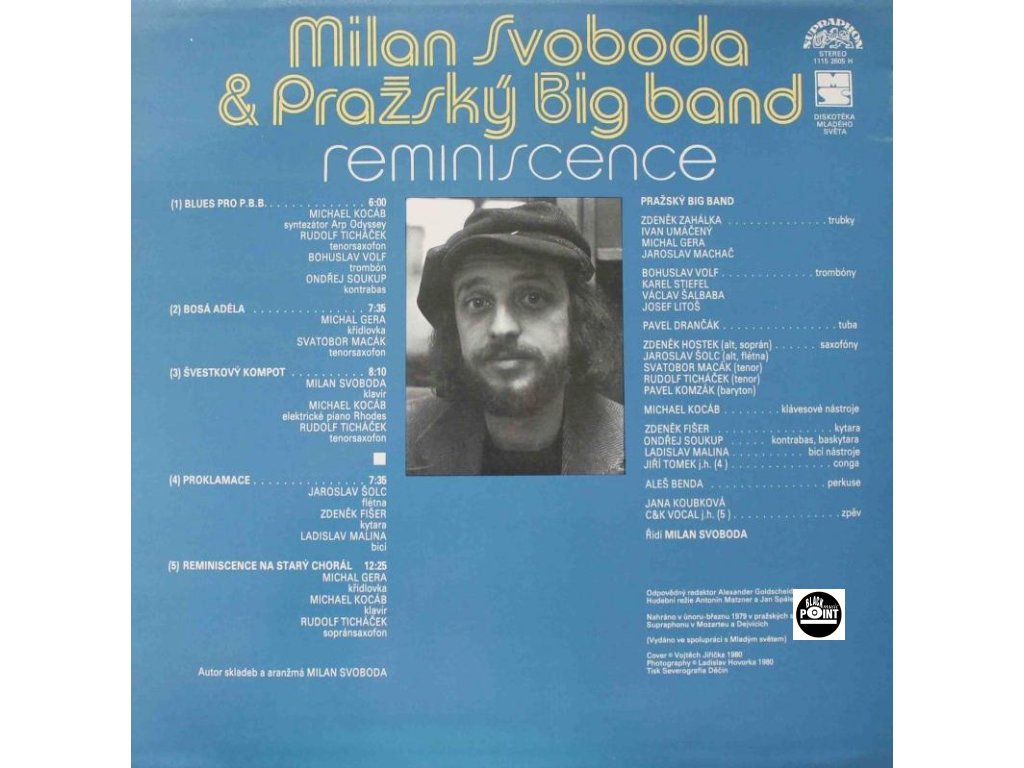 Milan Svoboda
& Pražský Big band
reminiscence
SUPRAPHON
STEREO
1115 2605 H
DISKOTÉKA
MLADÉHO
SVĚTA
(1) BLUES PRO P.B.B. . . . . . . . . . . . . . . 6:00
MICHAEL KOCÁB
syntezátor Arp Odyssey
RUDOLF TICHÁČEK
tenorsaxofon
BOHUSLAV VOLF
trombón
ONDŘEJ SOUKUP
kontrabas
(2) BOSÁ ADÉLA . . . . . . . . . . . . . . . 7:35
MICHAL GERA
křídlovka
SVATOBOR MACÁK
tenorsaxofon
(3) ŠVESTKOVÝ KOMPOT . . . . . . . . . . 8:10
MILAN SVOBODA
klavír
MICHAEL KOCÁB
elektrické piano Rhodes
RUDOLF TICHÁČEK
tenorsaxofon
(4) PROKLAMACE . . . . . . . . . . . . . . . 7:35
JAROSLAV ŠOLC
flétna
ZDENĚK FIŠER
kytara
LADISLAV MALINA
bicí
(5) REMINISCENCE NA STARÝ CHORÁL 12:25
MICHAL GERA
křídlovka
MICHAEL KOCÁB
klavír
RUDOLF TICHÁČEK
sopránsaxofon
Autor skladeb a aranžmá MILAN SVOBODA
PRAŽSKÝ BIG BAND
ZDENĚK ZAHÁLKA . . . . . . . . . . . . . . trubky
IVAN UMÁČENÝ
MICHAL GERA
JAROSLAV MACHAČ
BOHUSLAV VOLF . . . . . . . . . . . . . trombóny
KAREL STIEFEL
VÁCLAV ŠALBABA
JOSEF LITOŠ
PAVEL DRANČÁK . . . . . . . . . . . . . . . . tuba
ZDENĚK HOSTEK (alt, soprán) . . . . . . saxofóny
JAROSLAV ŠOLC (alt, flétna)
SVATOBOR MACÁK (tenor)
RUDOLF TICHÁČEK (tenor)
PAVEL KOMZÁK (baryton)
MICHAEL KOCÁB . . . . . . . . klávesové nástroje
ZDENĚK FIŠER . . . . . . . . . . . . . . . . kytara
ONDŘEJ SOUKUP . . . . . kontrabas, baskytara
LADISLAV MALINA . . . . . . . . . . . bicí nástroje
JIŘÍ TOMEK j.h. (4 ) . . . . . . . . . . . . . . conga
ALEŠ BENDA . . . . . . . . . . . . . . . . perkuse
JANA KOUBKOVÁ
C&K VOCAL j.h. (5 ) . . . . . . . . . . . . . . . . zpěv
Řídí MILAN SVOBODA
Odpovědný redaktor Alexander Goldscheid
Hudební režie Antonín Matzner a Jan Spále
Nahráno v únoru-březnu 1979 v pražských s
Supraphonu v Mozarteu a Dejvicích
(Vydáno ve spolupráci s Mladým světem)
Cover © Vojtěch Jiřička 1980
Photography © Ladislav Hovorka 1980
Tisk Severografia Děčín
BLACK
music
POINT